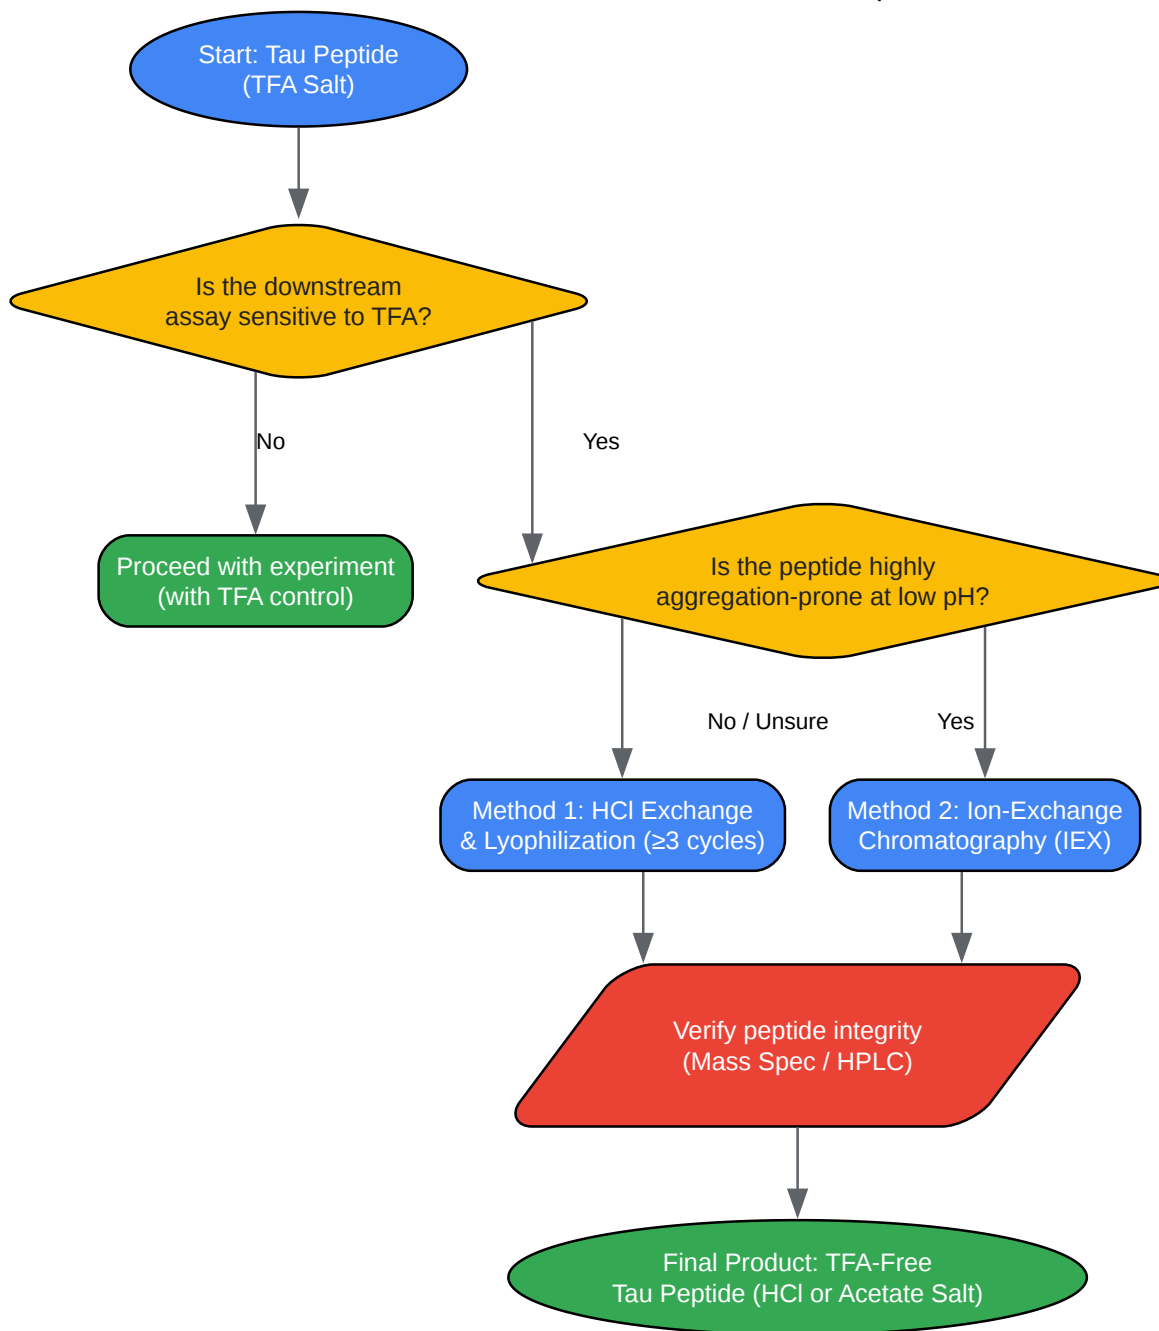 Start: Tau Peptide
(TFA Salt)
Is the downstream
assay sensitive to TFA?
No
Yes
Proceed with experiment
(with TFA control)
Is the peptide highly
aggregation-prone at low pH?
No / Unsure
Yes
Method 1: HCl Exchange
& Lyophilization (≥3 cycles)
Method 2: Ion-Exchange
Chromatography (IEX)
Verify peptide integrity
(Mass Spec / HPLC)
Final Product: TFA-Free
Tau Peptide (HCl or Acetate Salt)